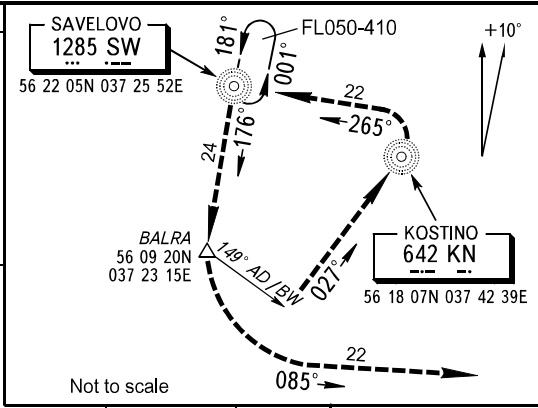 SAVELOVO
1285 SW
56 22 05N 037 25 52E
181°
001°
FL050-410
+10°
22
265°
176°
24
KOSTINO
642 KN
56 18 07N 037 42 39E
BALRA
56 09 20N
037 23 15E
149° AD/BW
027°
22
085°
Not to scale